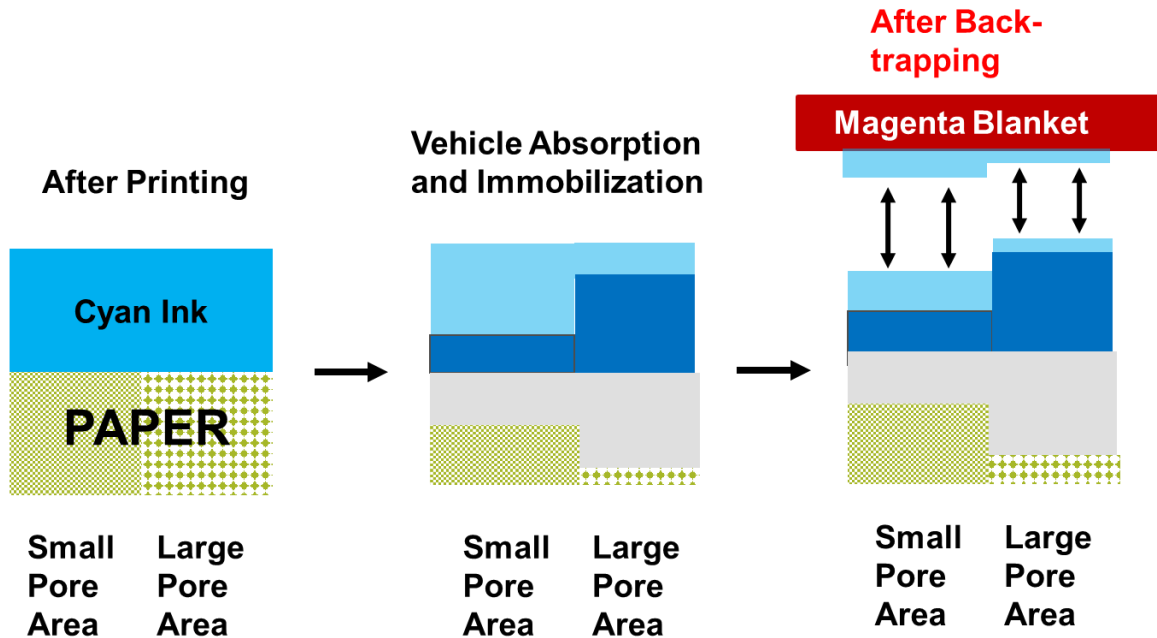 After Back-
trapping
Magenta Blanket
Vehicle Absorption
and Immobilization
After Printing
Cyan Ink
PAPER
Small
Pore
Area
Large
Pore
Area
Small
Pore
Area
Large
Pore
Area
Small
Pore
Area
Large
Pore
Area